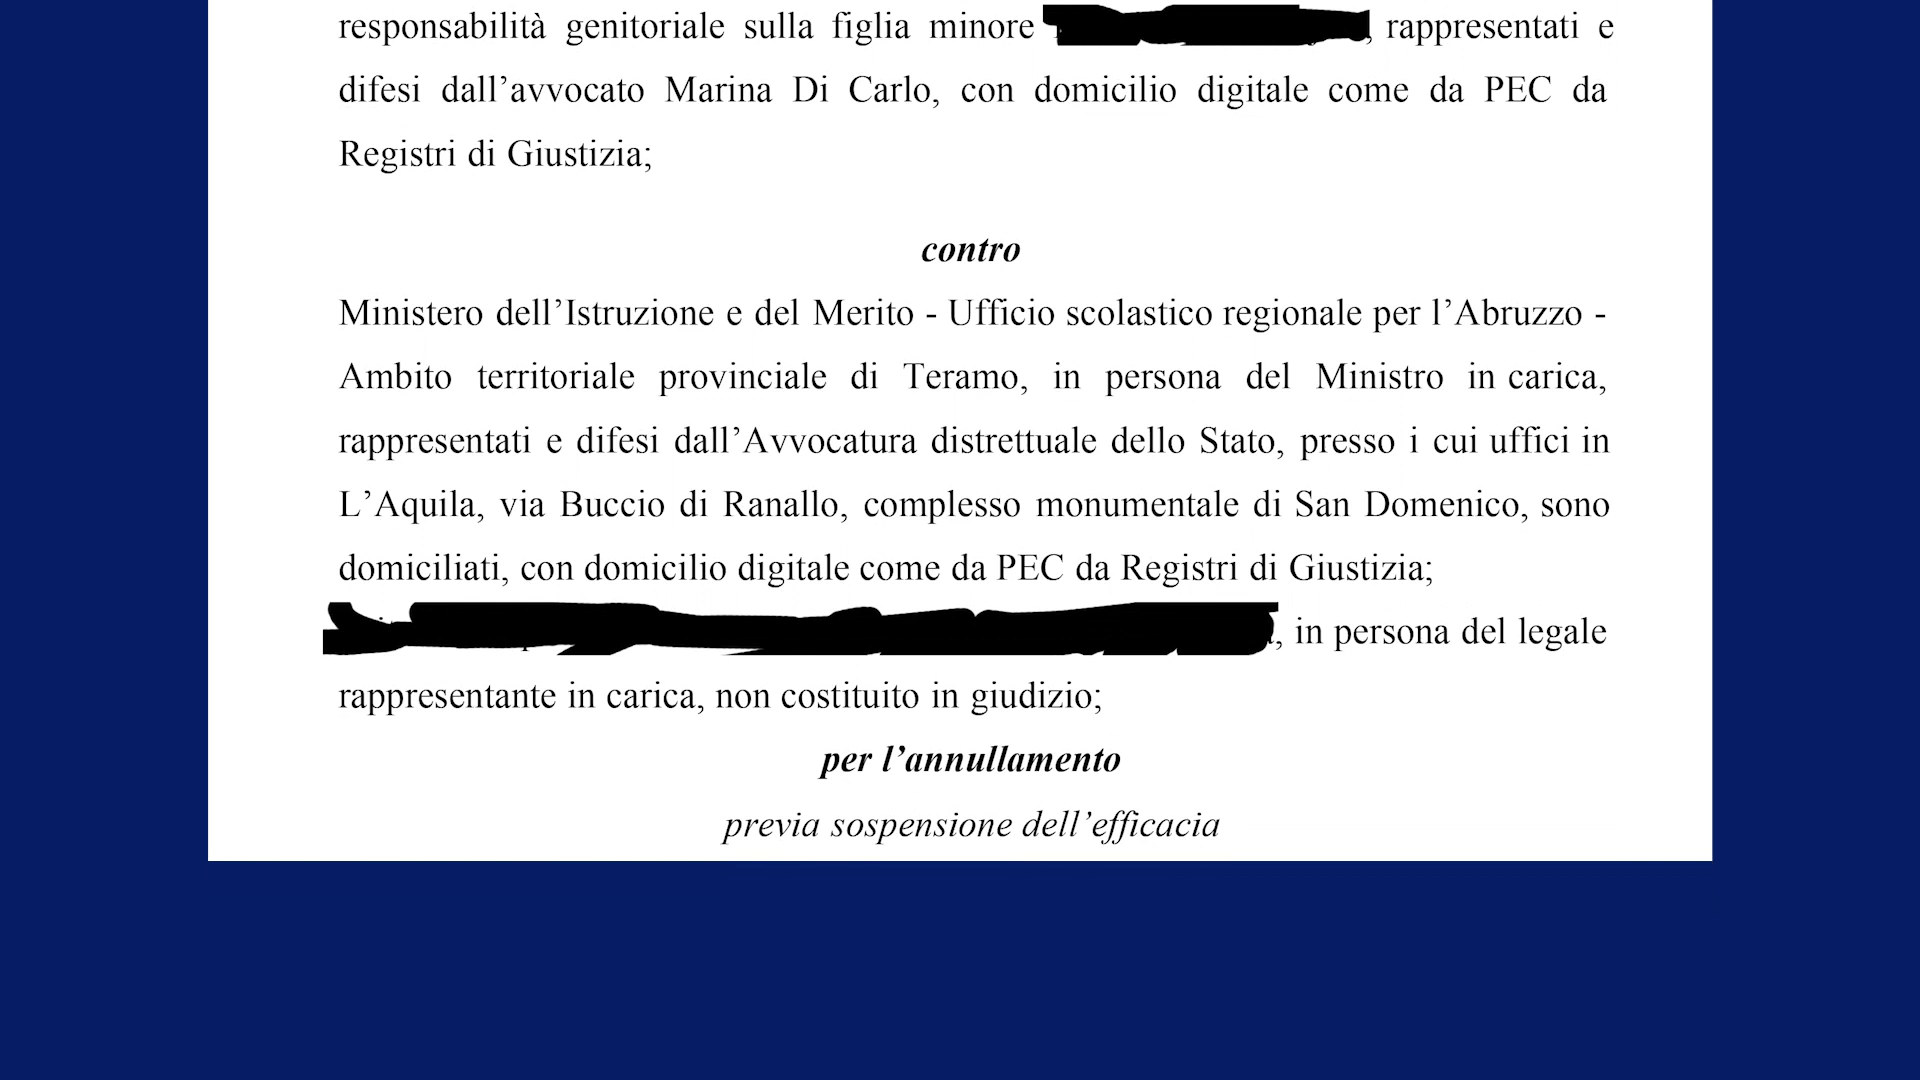 responsabilità genitoriale sulla figlia minore , rappresentati e
difesi dall’avvocato Marina Di Carlo, con domicilio digitale come da PEC da
Registri di Giustizia;
contro
Ministero dell’Istruzione e del Merito - Ufficio scolastico regionale per l’Abruzzo -
Ambito territoriale provinciale di Teramo, in persona del Ministro in carica,
rappresentati e difesi dall’Avvocatura distrettuale dello Stato, presso i cui uffici in
L’Aquila, via Buccio di Ranallo, complesso monumentale di San Domenico, sono
domiciliati, con domicilio digitale come da PEC da Registri di Giustizia;
, in persona del legale
rappresentante in carica, non costituito in giudizio;
per l’annullamento
previa sospensione dell’efficacia